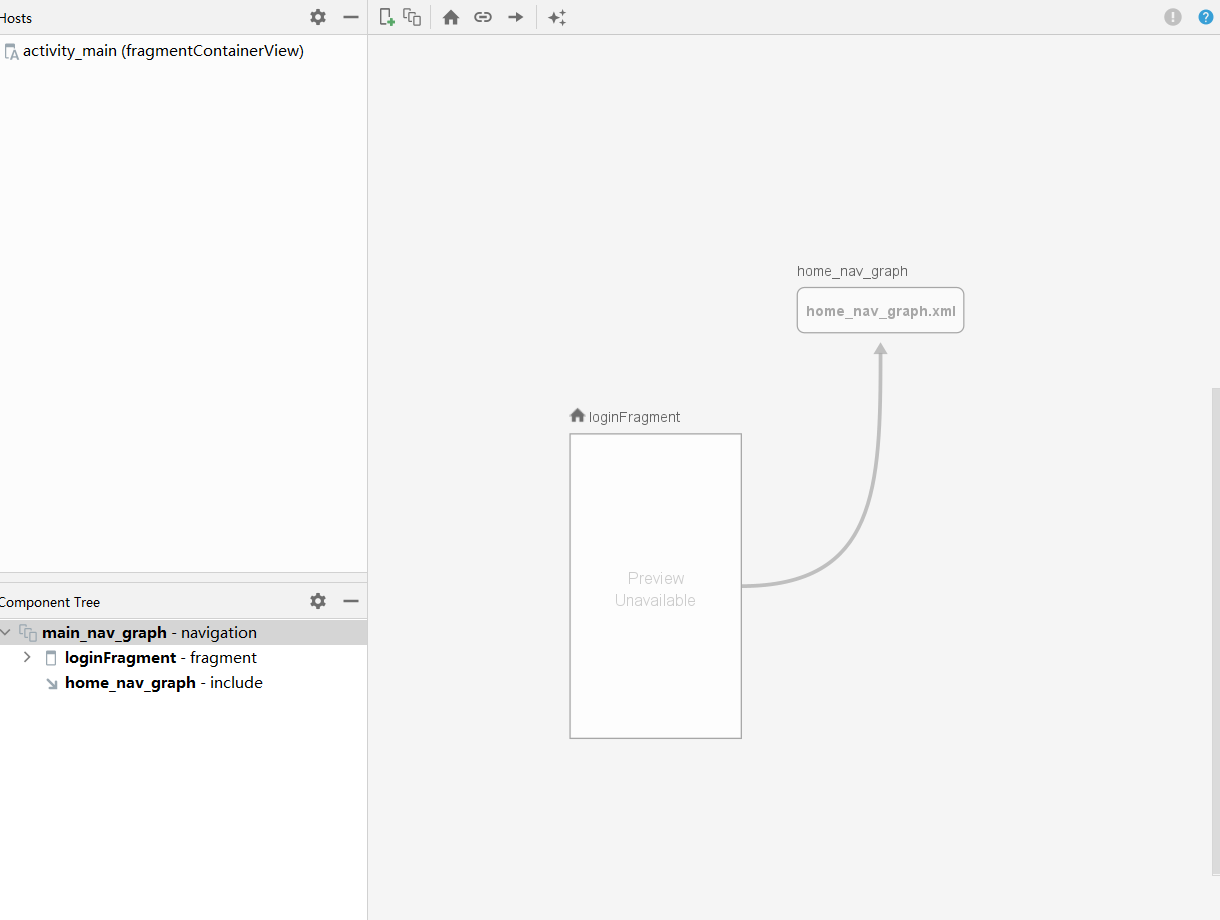 Hosts
activity_main (fragmentContainerView)
home_nav_graph
home_nav_graph.xml
loginFragment
Preview
Unavailable
Component Tree
main_nav_graph - navigation
loginFragment - fragment
home_nav_graph - include